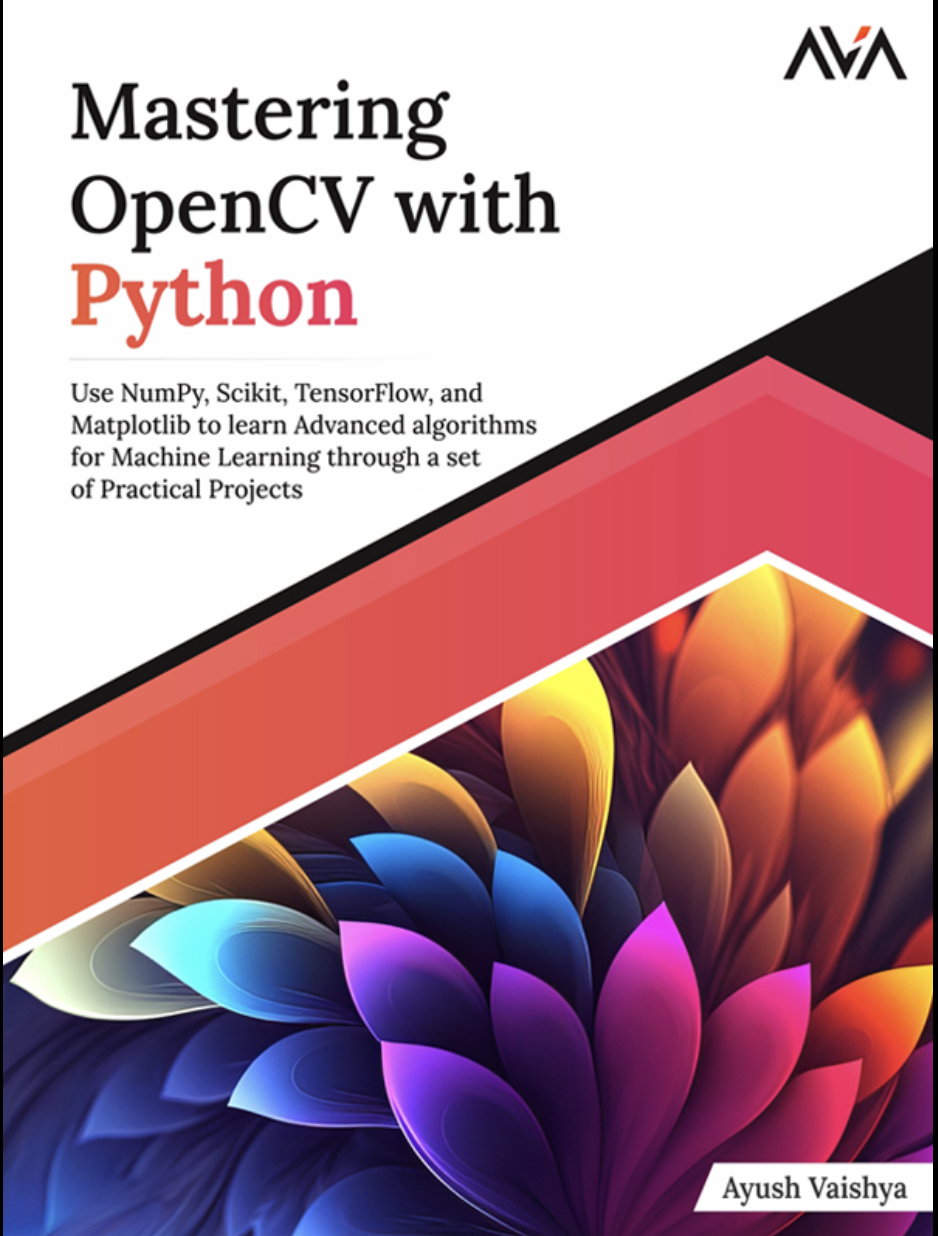 AVA
Mastering
OpenCV with
Python
Use NumPy, Scikit, TensorFlow, and
Matplotlib to learn Advanced algorithms
for Machine Learning through a set
of Practical Projects
Ayush Vaishya